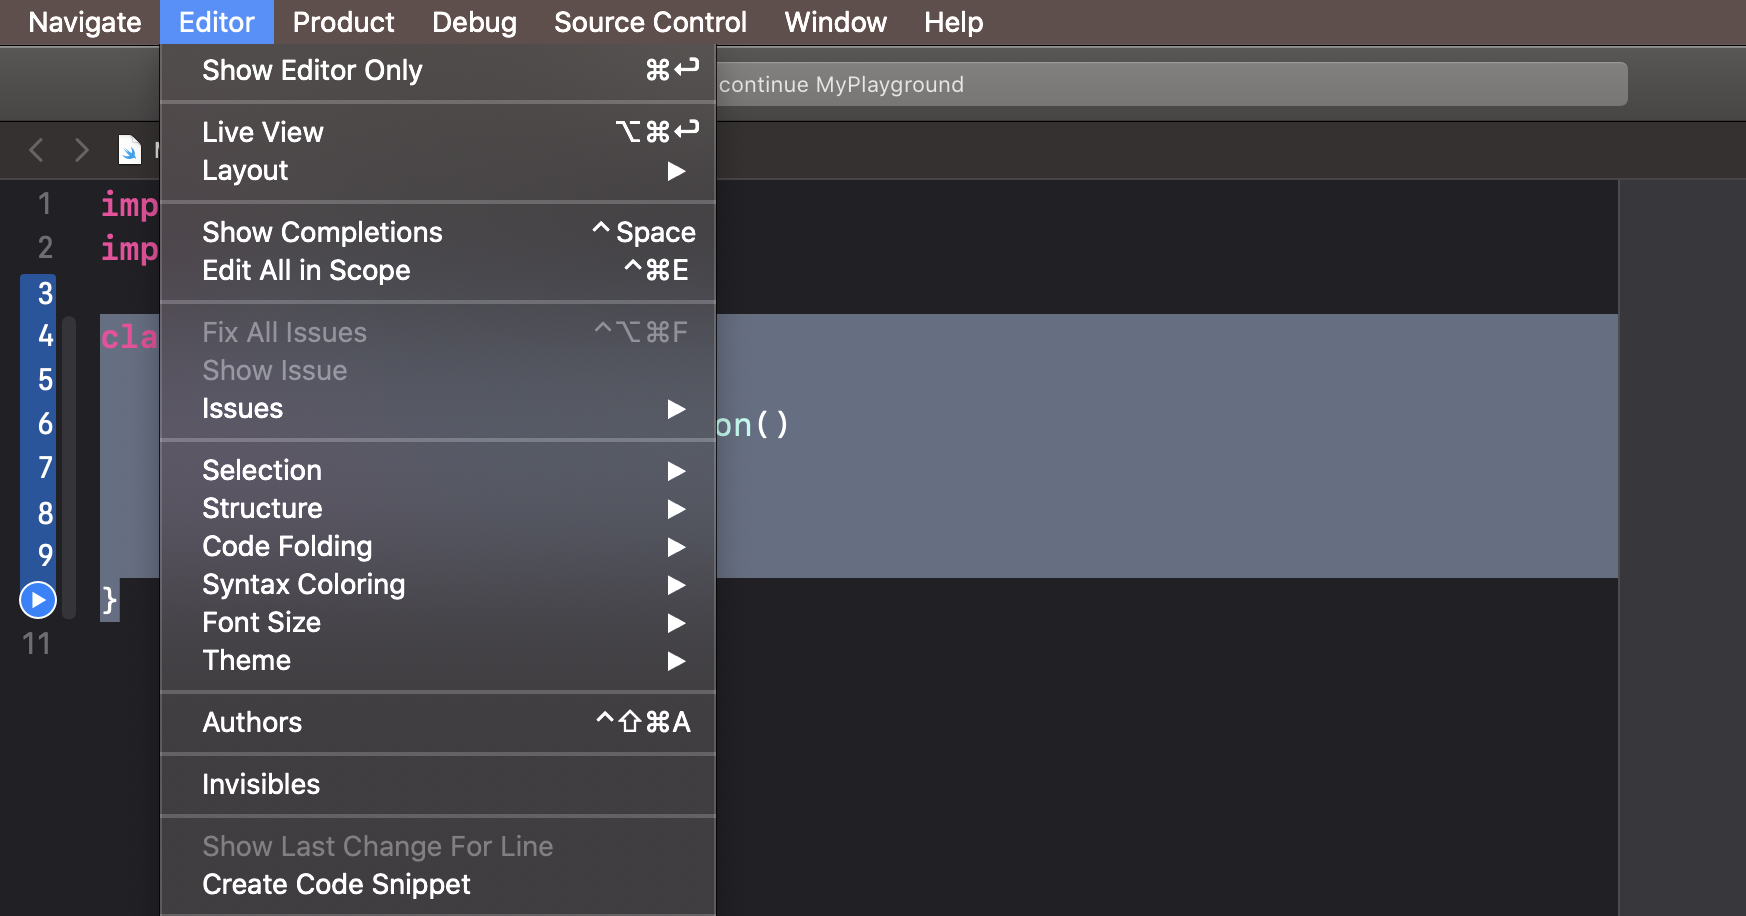 Navigate Editor Product Debug Source Control Window Help
Show Editor Only ⌘↩
continue MyPlayground
Live View ⌥⌘↩
Layout ▶
1 imp
Show Completions ^ Space
2 imp
Edit All in Scope ^⌘E
3
4 cla
Fix All Issues ^⌥⌘F
Show Issue
5
Issues ▶
6 on()
7
Selection ▶
8
Structure ▶
9
Code Folding ▶
Syntax Coloring ▶
}
Font Size ▶
11
Theme ▶
Authors ^⇧⌘A
Invisibles
Show Last Change For Line
Create Code Snippet